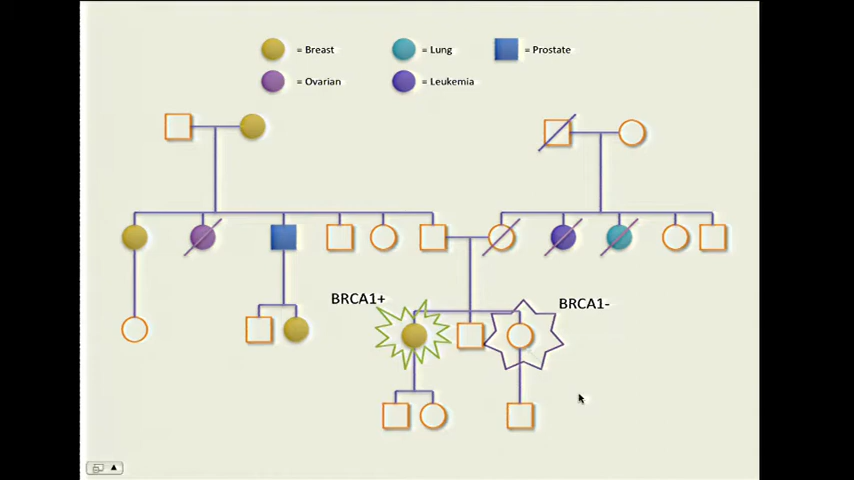 = Breast
= Lung
= Prostate
= Ovarian
= Leukemia
BRCA1+
BRCA1-